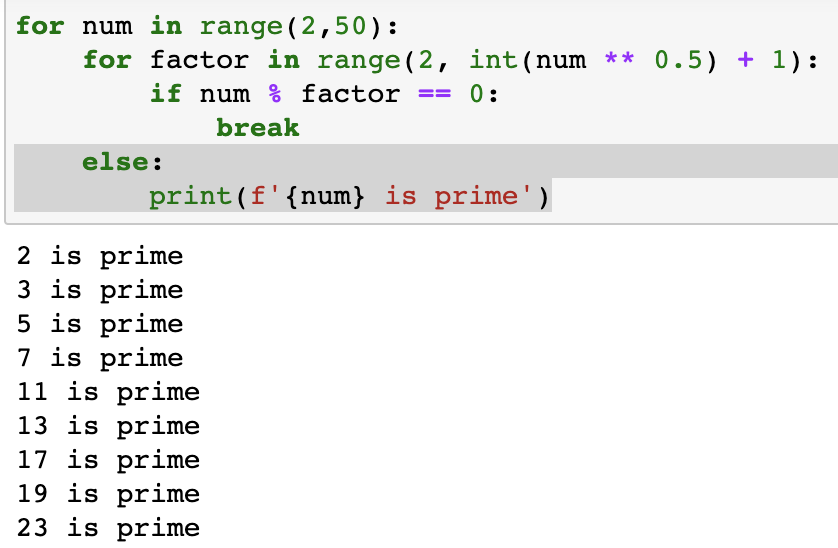 for num in range(2,50):
    for factor in range(2, int(num ** 0.5) + 1):
        if num % factor == 0:
            break
    else:
        print(f'{num} is prime')
2 is prime
3 is prime
5 is prime
7 is prime
11 is prime
13 is prime
17 is prime
19 is prime
23 is prime